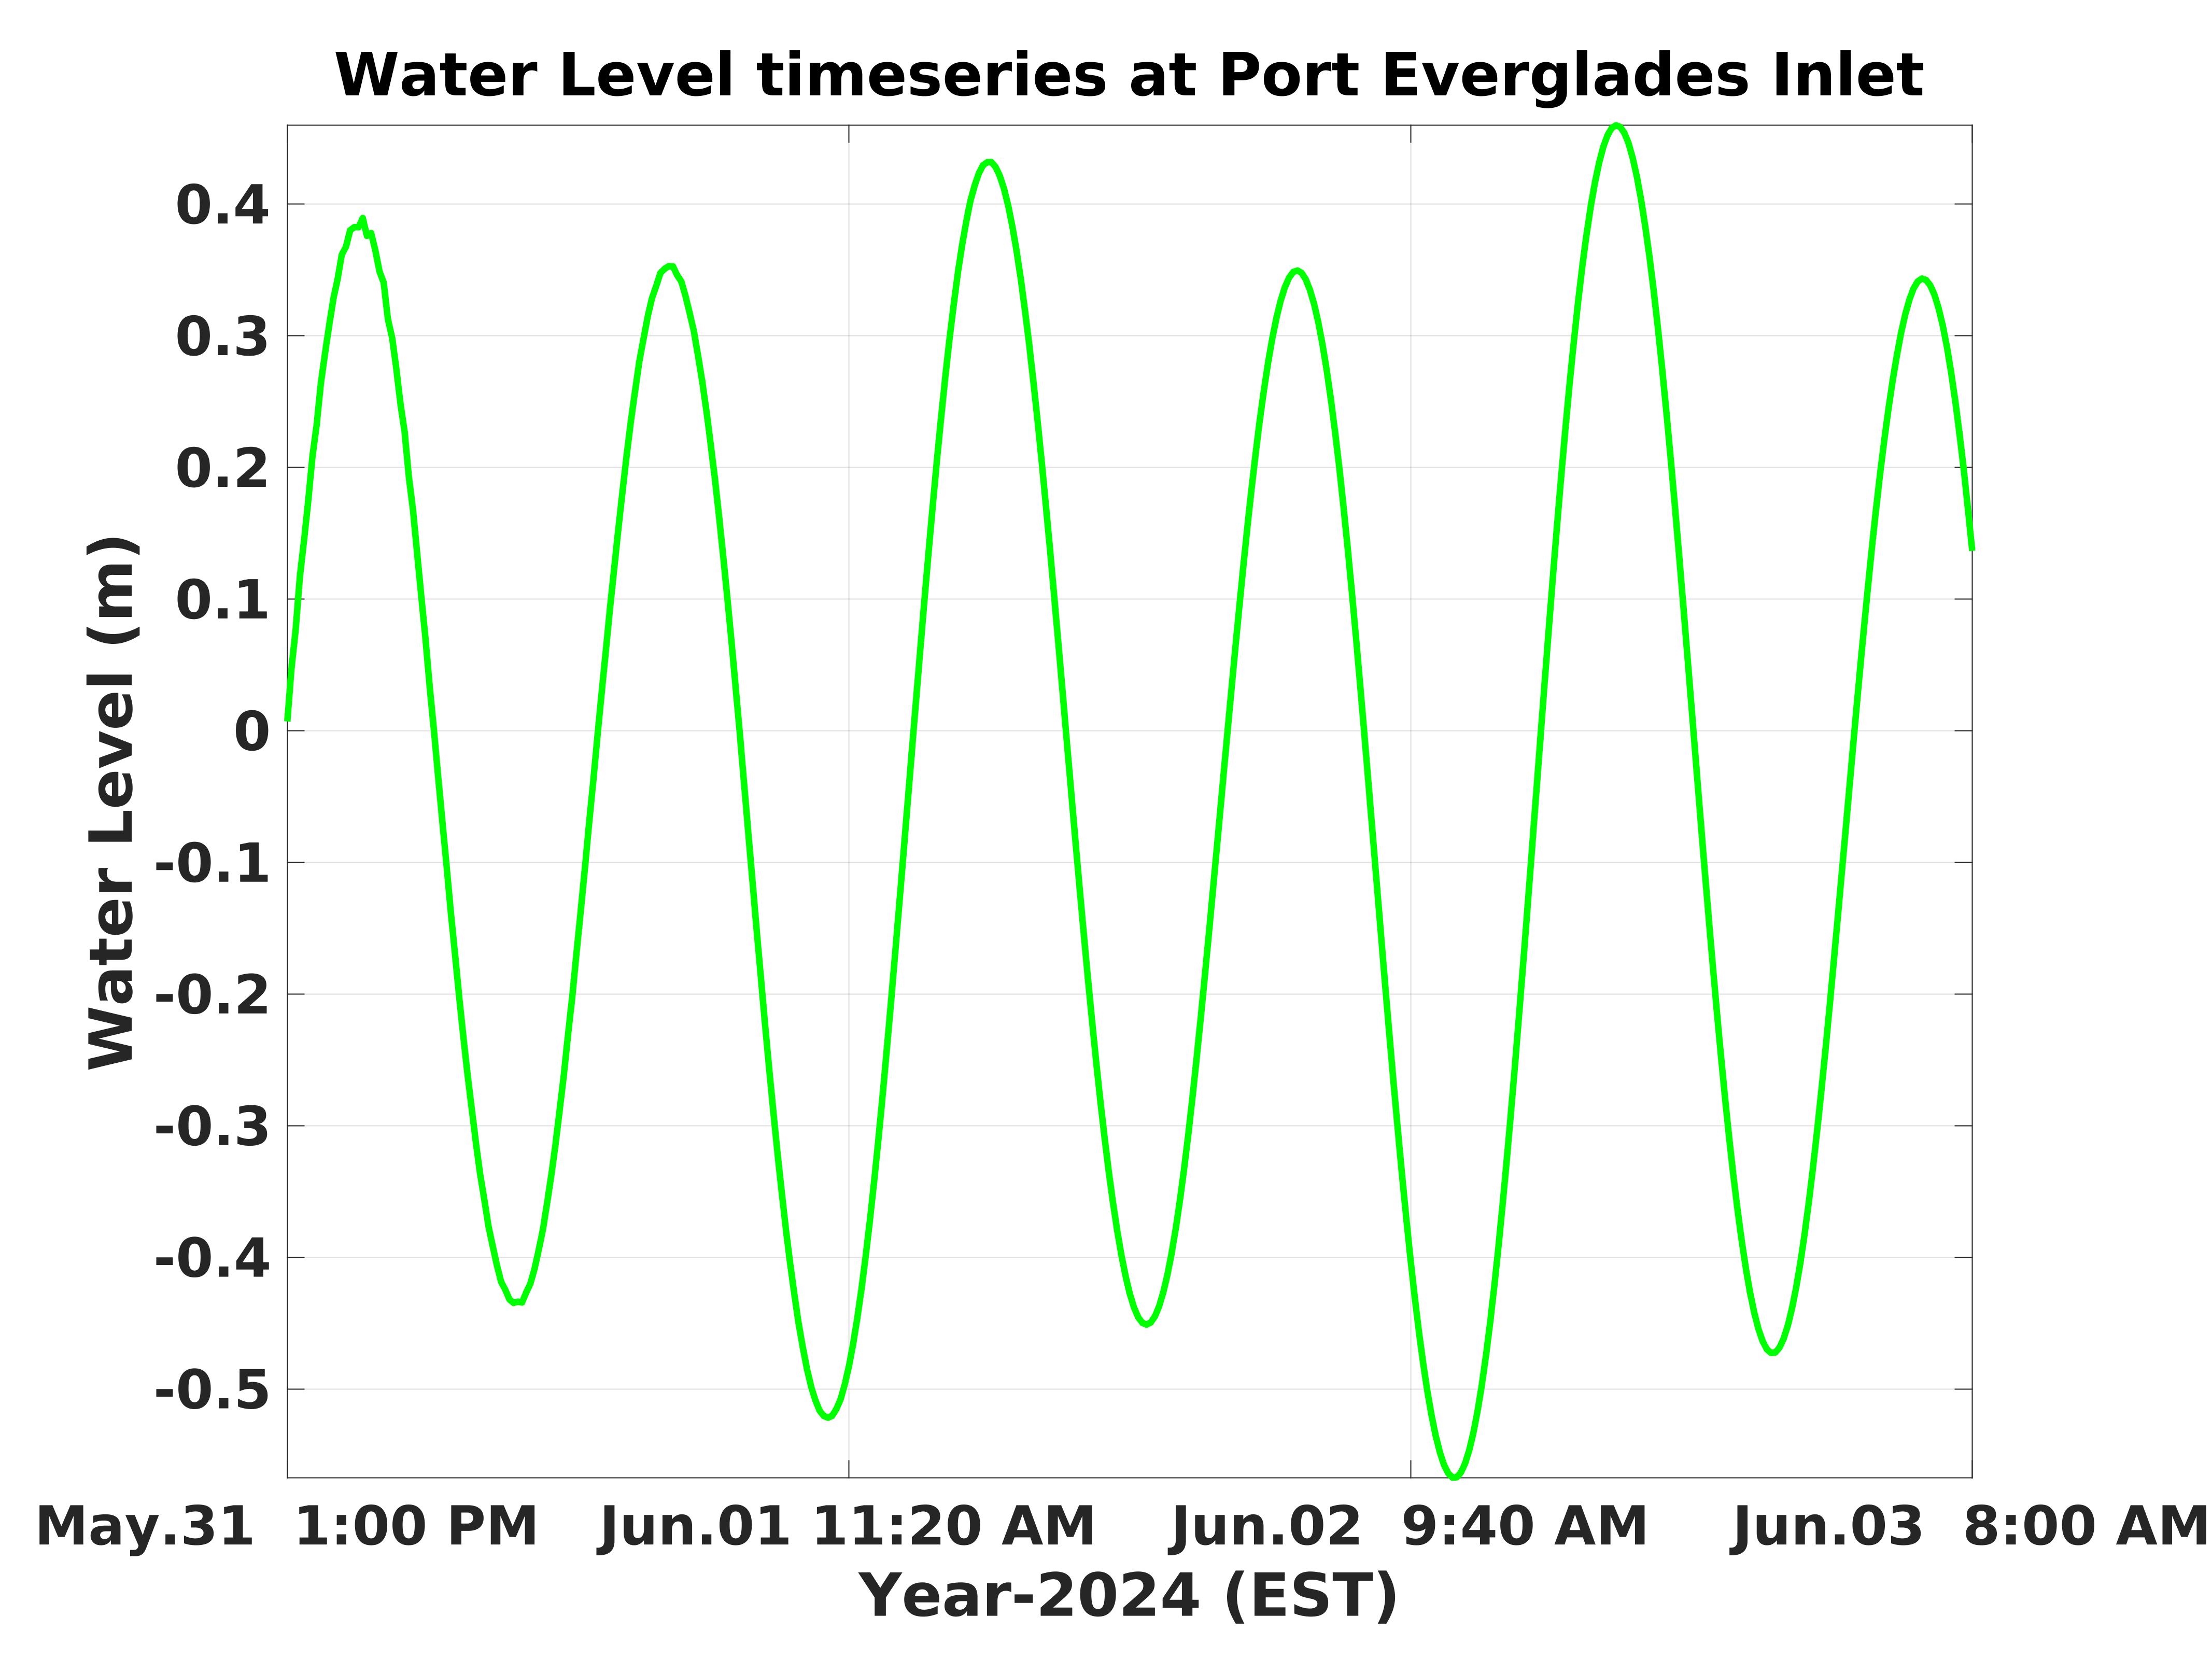 Water Level timeseries at Port Everglades Inlet
0.4
0.3
0.2
0.1
0
-0.1
-0.2
-0.3
-0.4
-0.5
Water Level (m)
May.31 1:00 PM
Jun.01 11:20 AM
Jun.02 9:40 AM
Jun.03 8:00 AM
Year-2024 (EST)